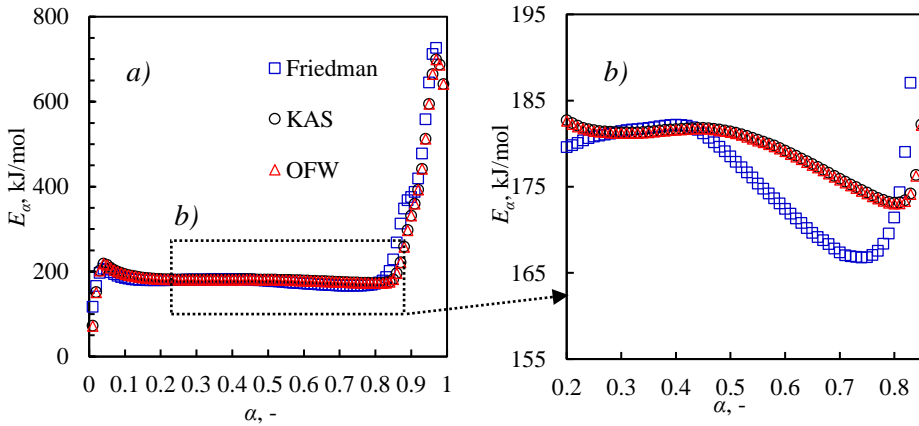 a)
Friedman
KAS
OFW
b)
800
600
400
200
0
Eα, kJ/mol
0 0.1 0.2 0.3 0.4 0.5 0.6 0.7 0.8 0.9 1
α, -
b)
195
185
175
165
155
Eα, kJ/mol
0.2 0.3 0.4 0.5 0.6 0.7 0.8
α, -